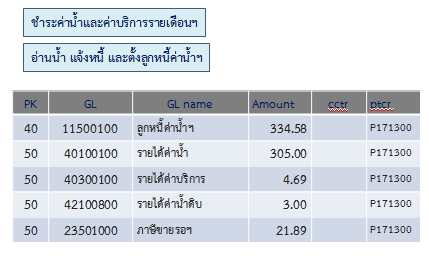 ชำระค่าน้ำและค่าบริการรายเดือนฯ
อ่านน้ำ แจ้งหนี้ และตั้งลูกหนี้ค่าน้ำฯ
PK GL GL name Amount cctr ptcr
40 11500100 ลูกหนี้ค่าน้ำฯ 334.58 P171300
50 40100100 รายได้ค่าน้ำ 305.00 P171300
50 40300100 รายได้ค่าบริการ 4.69 P171300
50 42100800 รายได้ค่าน้ำดิบ 3.00 P171300
50 23501000 ภาษีขายรอฯ 21.89 P171300